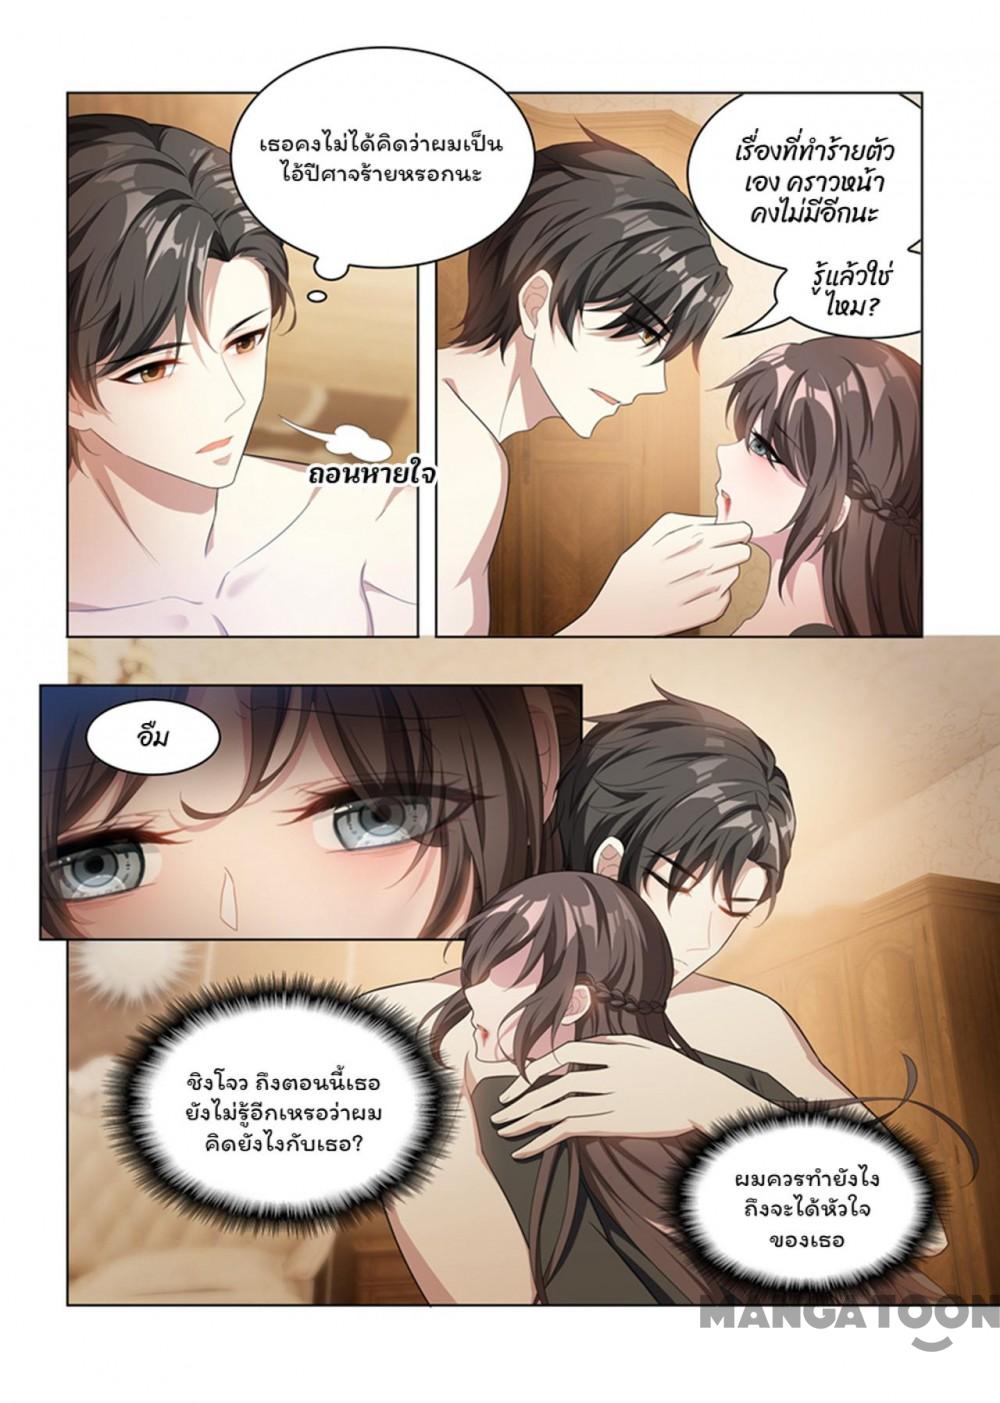 เธอคงไม่ได้คิดว่าผมเป็น
ไอ้ปีศาจร้ายหรอกนะ
ถอนหายใจ
เรื่องที่ทำร้ายตัว
เอง คราวหน้า
คงไม่มีอีกนะ
รู้แล้วใช่
ไหม?
อืม
ชิงโจว ถึงตอนนี้เธอ
ยังไม่รู้อีกเหรอว่าผม
คิดยังไงกับเธอ?
ผมควรทำยังไง
ถึงจะได้หัวใจ
ของเธอ
MANGATOON